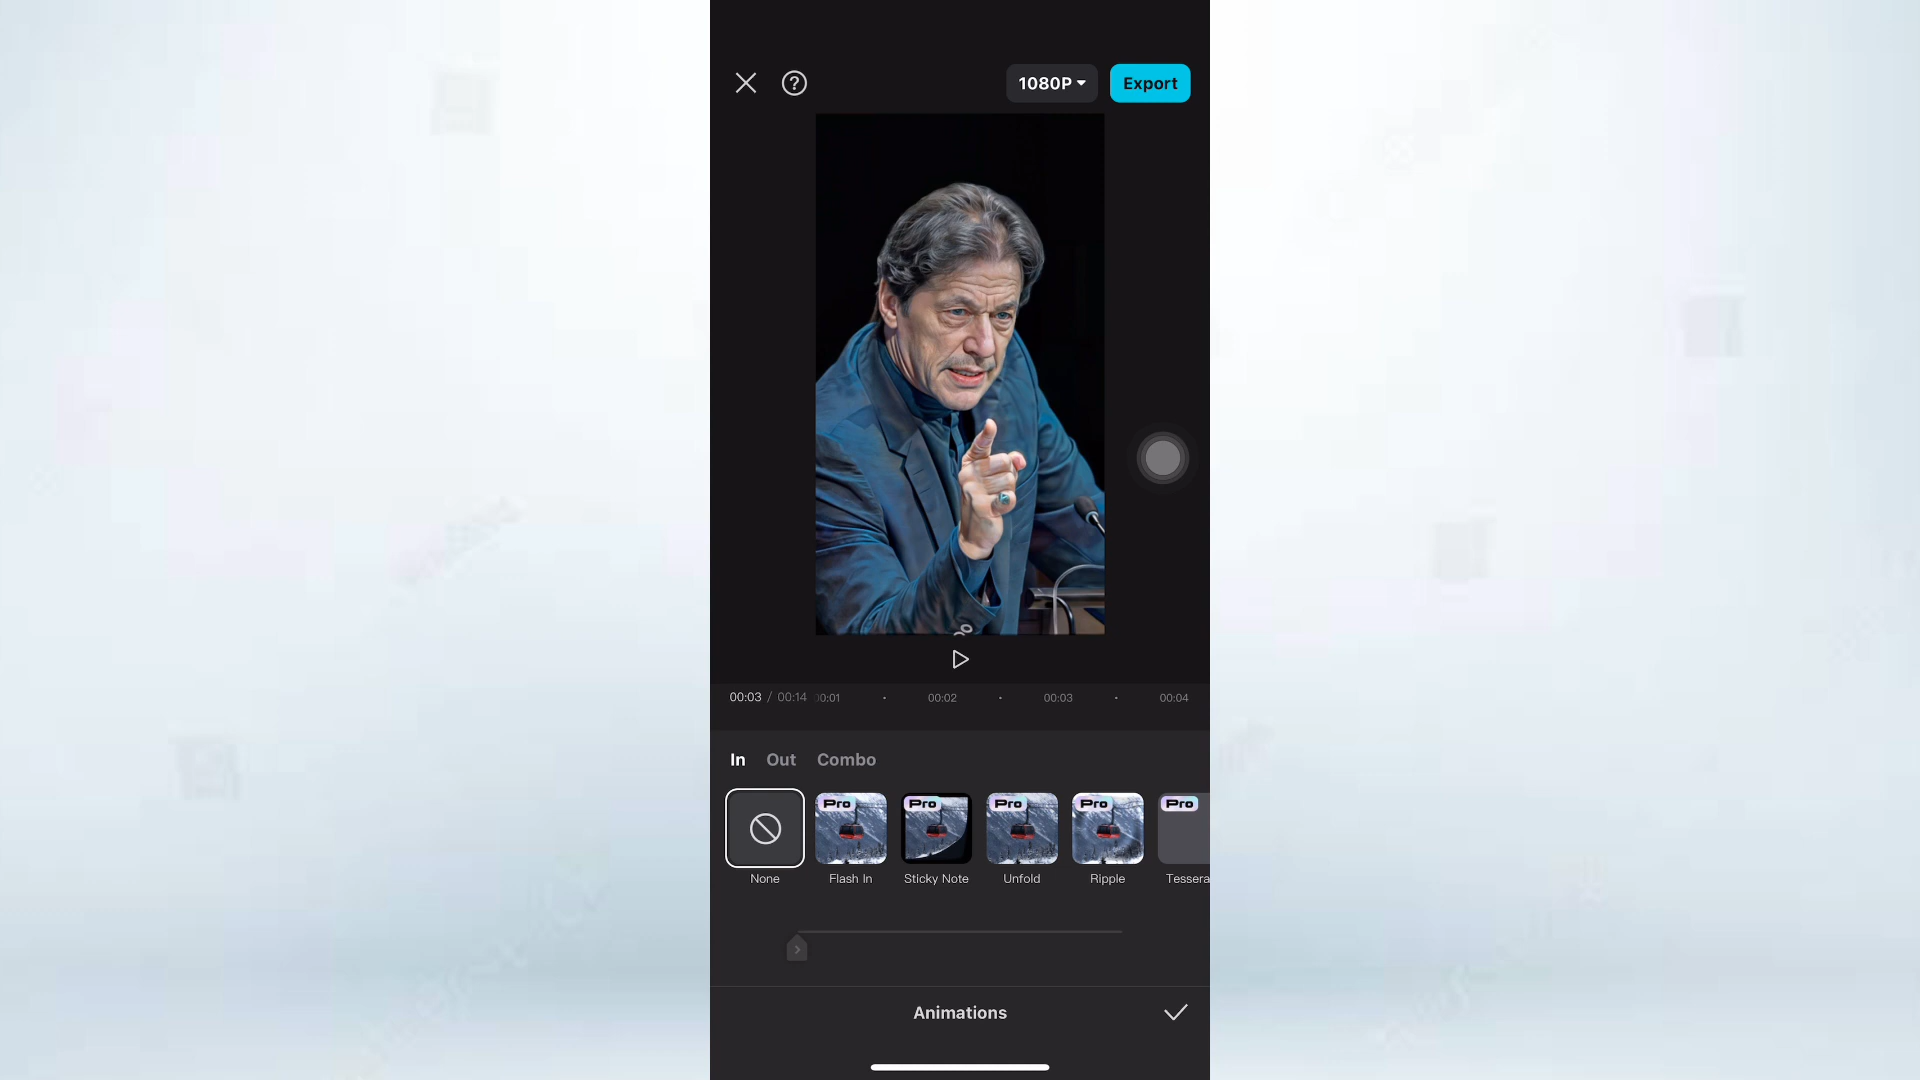 1080P
Export
00:03 / 00:14 00:02 00:03 00:04
In Out Combo
Pro Pro Pro Pro Pro
None Flash In Sticky Note Unfold Ripple Tessera
Animations